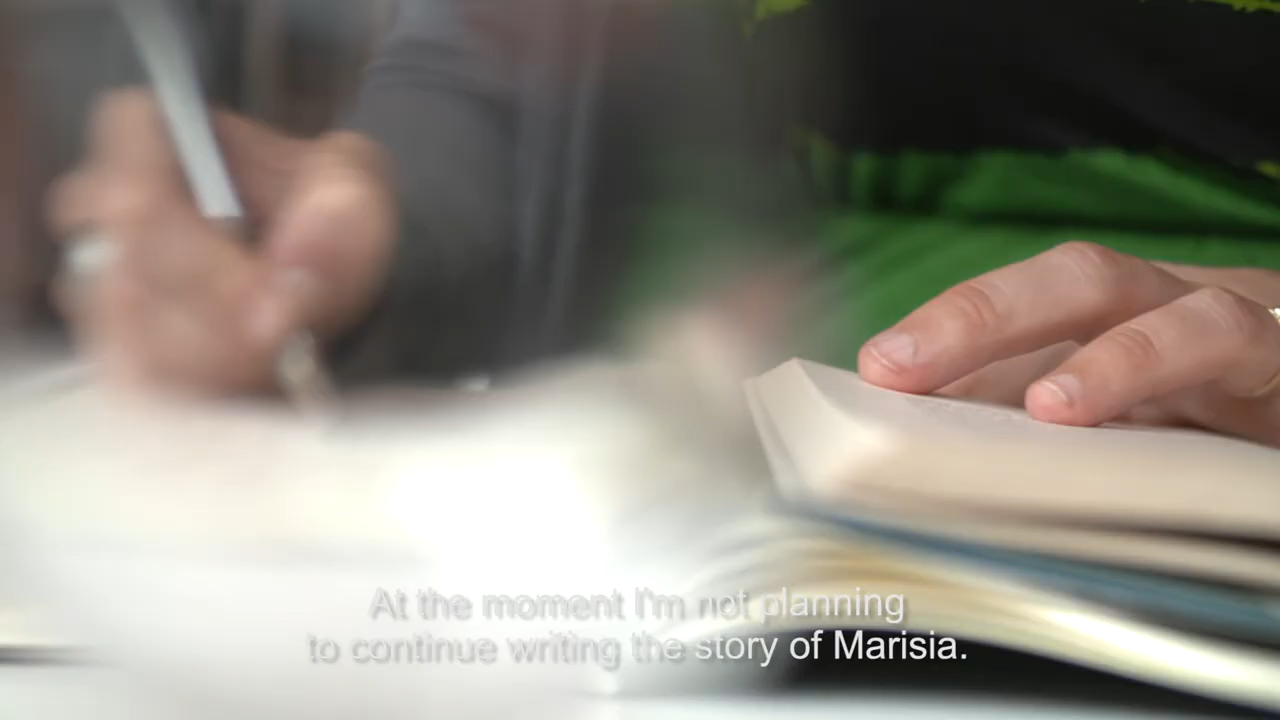 At the moment I'm not planning
to continue writing the story of Marisia.